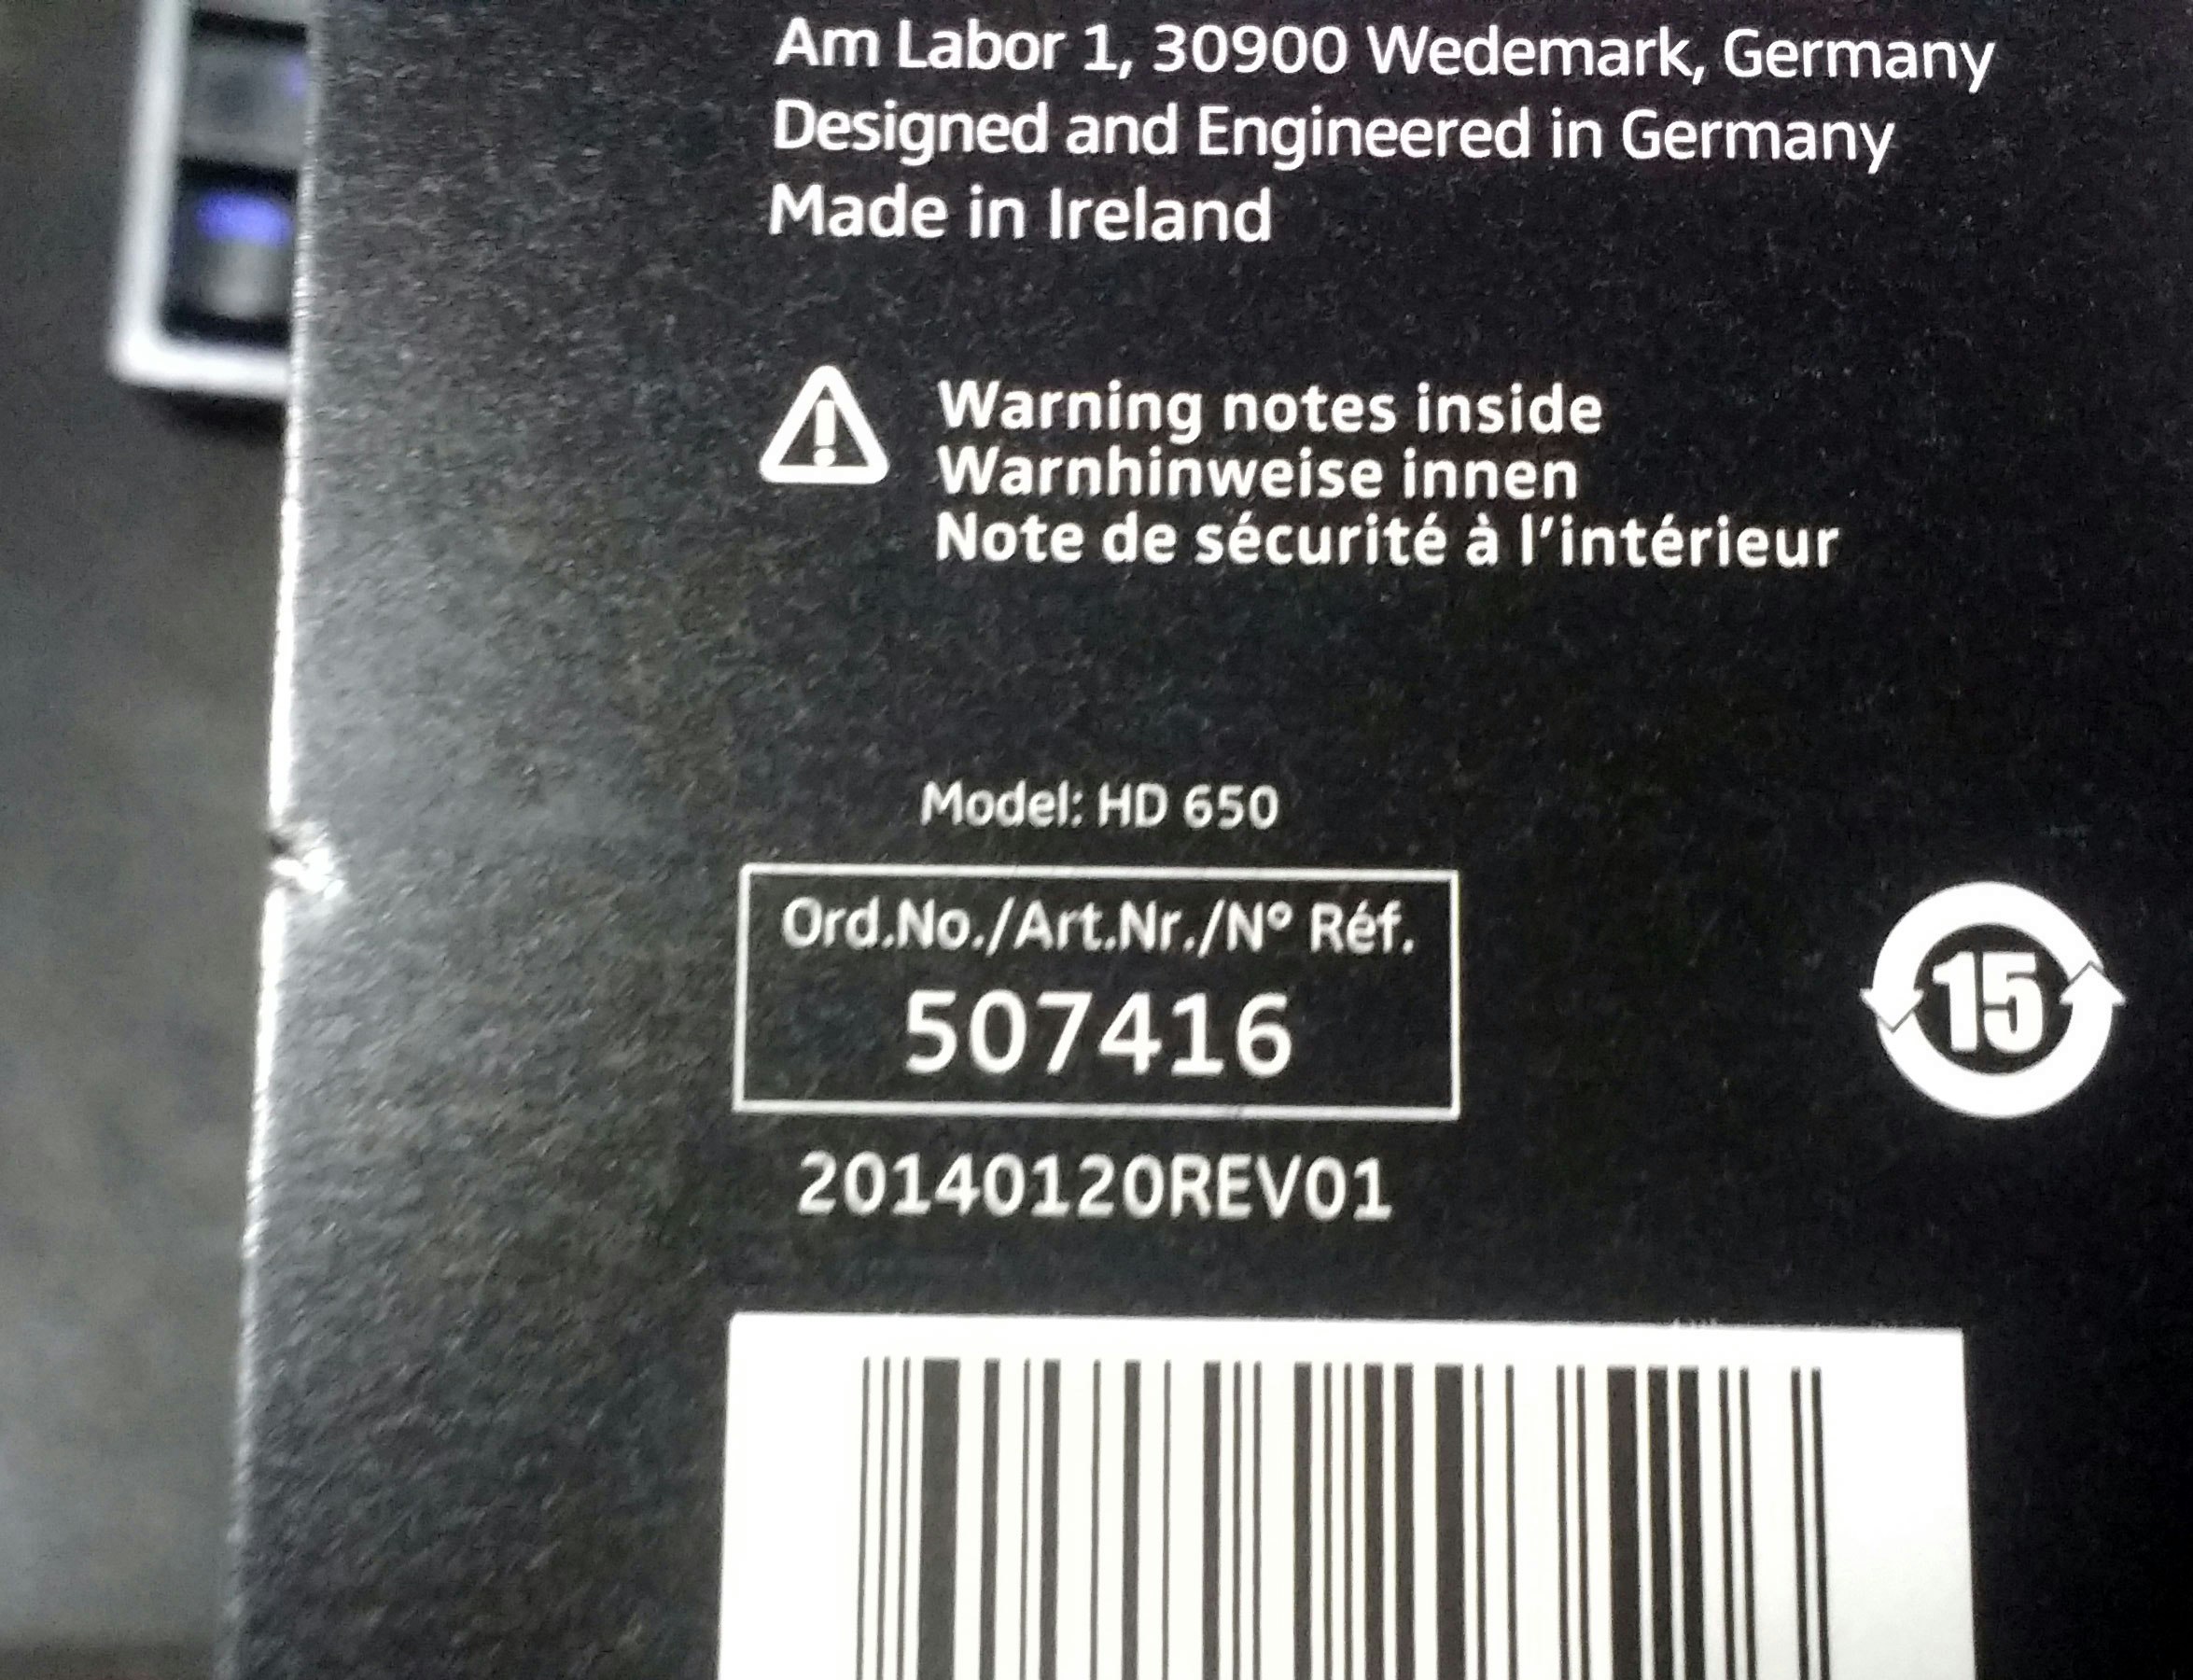 Am Labor 1, 30900 Wedemark, Germany
Designed and Engineered in Germany
Made in Ireland
Warning notes inside
Warnhinweise innen
Note de sécurité à l'intérieur
Model: HD 650
Ord.No./Art.Nr./Nº Réf.
507416
15
20140120REV01